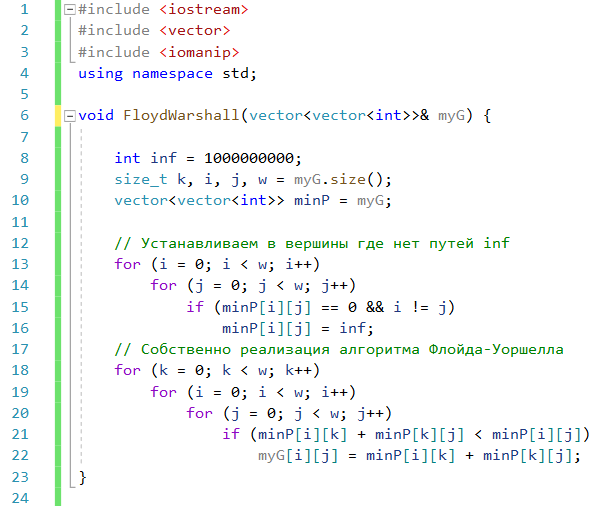 1 #include <iostream>
2 #include <vector>
3 #include <iomanip>
4 using namespace std;
5
6 void FloydWarshall(vector<vector<int>>& myG) {
7
8 int inf = 1000000000;
9 size_t k, i, j, w = myG.size();
10 vector<vector<int>> minP = myG;
11
12 // Устанавливаем в вершины где нет путей inf
13 for (i = 0; i < w; i++)
14 for (j = 0; j < w; j++)
15 if (minP[i][j] == 0 && i != j)
16 minP[i][j] = inf;
17 // Собственно реализация алгоритма Флойда-Уоршелла
18 for (k = 0; k < w; k++)
19 for (i = 0; i < w; i++)
20 for (j = 0; j < w; j++)
21 if (minP[i][k] + minP[k][j] < minP[i][j])
22 myG[i][j] = minP[i][k] + minP[k][j];
23 }
24